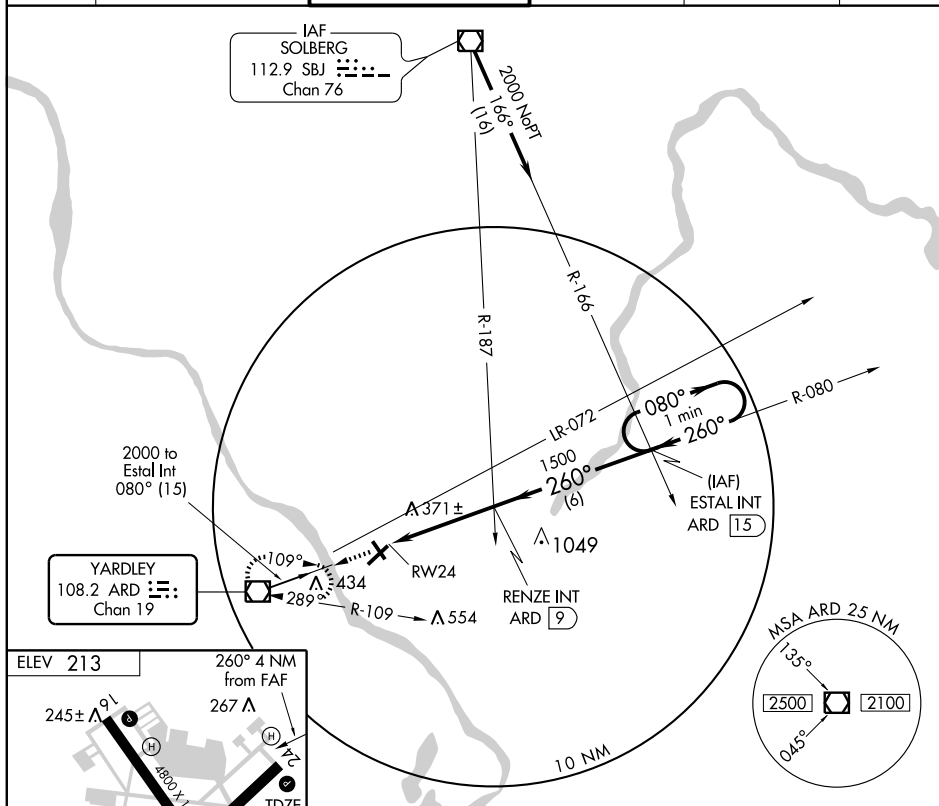 IAF
SOLBERG
112.9 SBJ
Chan 76
2000 NoPT
166°
(16)
R-187
R-166
LR-072
R-080
080°
1 min
260°
1500
260°
(6)
(IAF)
ESTAL INT
ARD 15
2000 to
Estal Int
080° (15)
371±
1049
RW24
RENZE INT
ARD 9
YARDLEY
108.2 ARD
Chan 19
109°
434
289°
R-109
554
10 NM
MSA ARD 25 NM
135°
2500
2100
045°
ELEV 213
260° 4 NM
from FAF
245±
16
P
H
267
H
24
P
4800 X 1
TDZE